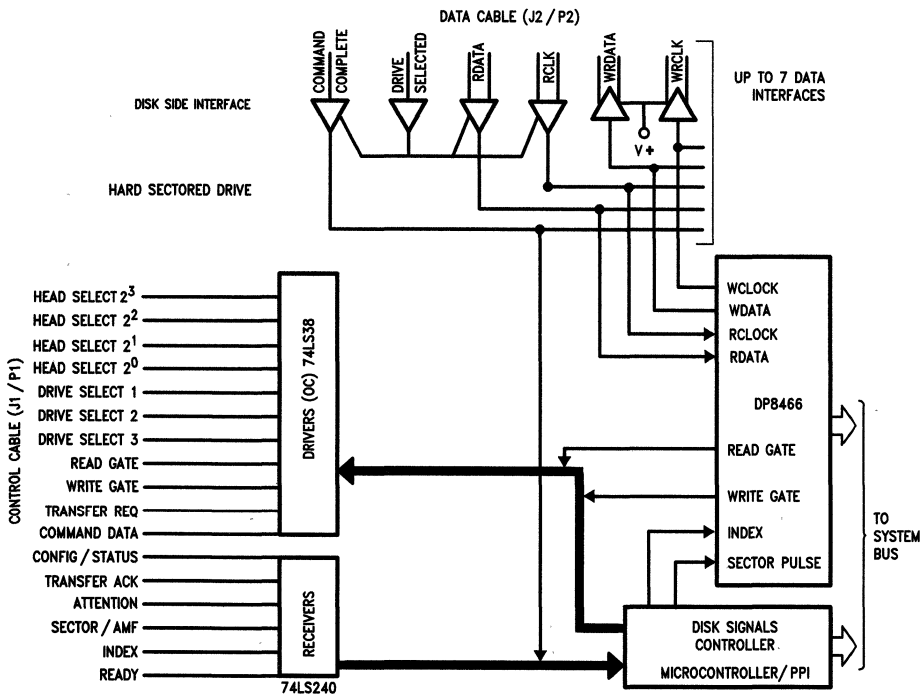 DATA CABLE (J2 / P2)
COMMAND
COMPLETE
DRIVE
SELECTED
RDATA
RCLK
WRDATA
WRCLK
UP TO 7 DATA
INTERFACES
DISK SIDE INTERFACE
V+
HARD SECTORED DRIVE
CONTROL CABLE (J1 / P1)
HEAD SELECT 2³
HEAD SELECT 2²
HEAD SELECT 2¹
HEAD SELECT 2⁰
DRIVE SELECT 1
DRIVE SELECT 2
DRIVE SELECT 3
READ GATE
WRITE GATE
TRANSFER REQ
COMMAND DATA
CONFIG / STATUS
TRANSFER ACK
ATTENTION
SECTOR / AMF
INDEX
READY
DRIVERS (OC) 74LS38
RECEIVERS
74LS240
WCLOCK
WDATA
RCLOCK
RDATA
DP8466
READ GATE
WRITE GATE
INDEX
SECTOR PULSE
TO
SYSTEM
BUS
DISK SIGNALS
CONTROLLER
MICROCONTROLLER/ PPI